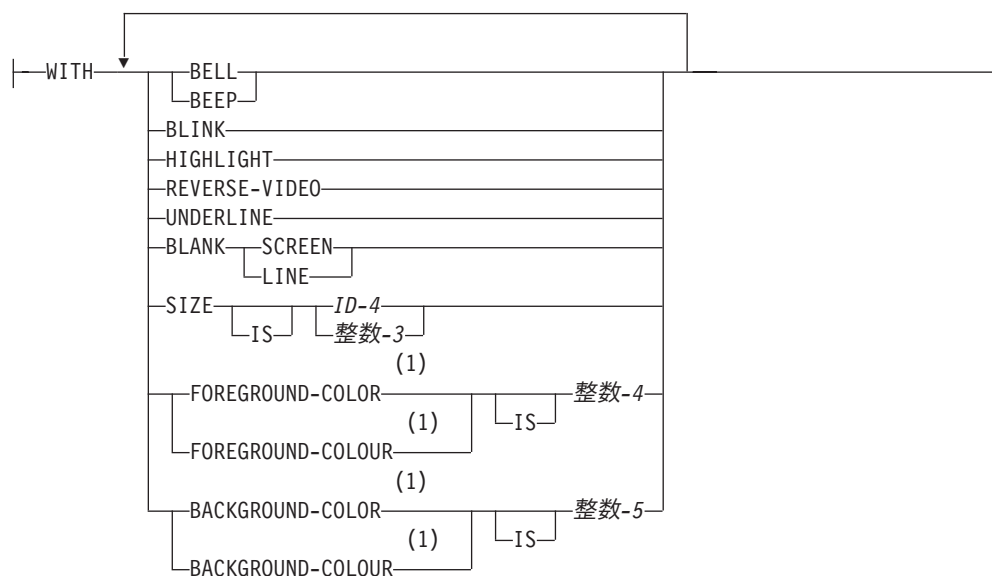 WITH BELL
BEEP
BLINK
HIGHLIGHT
REVERSE-VIDEO
UNDERLINE
BLANK SCREEN
LINE
SIZE ID-4
IS 整数-3
(1)
FOREGROUND-COLOR 整数-4
(1) IS
FOREGROUND-COLOUR
(1)
BACKGROUND-COLOR 整数-5
(1) IS
BACKGROUND-COLOUR